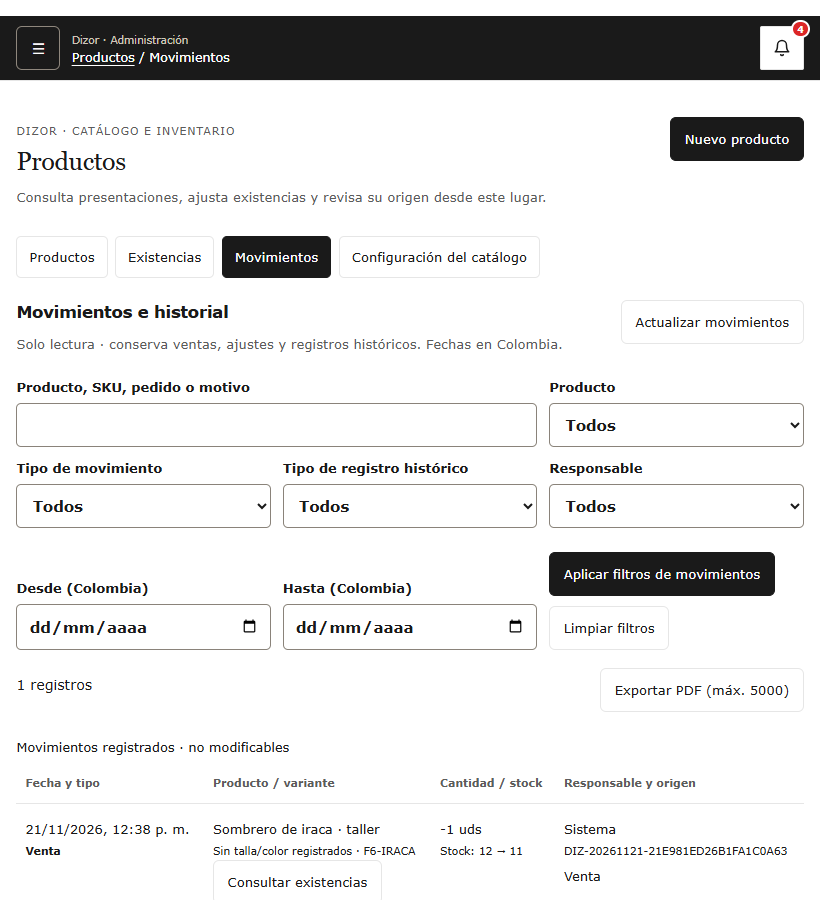 ☰
Dizor · Administración
Productos / Movimientos
4
DIZOR · CATÁLOGO E INVENTARIO
Productos
Nuevo producto
Consulta presentaciones, ajusta existencias y revisa su origen desde este lugar.
Productos
Existencias
Movimientos
Configuración del catálogo
Movimientos e historial
Actualizar movimientos
Solo lectura · conserva ventas, ajustes y registros históricos. Fechas en Colombia.
Producto, SKU, pedido o motivo
Producto
Todos
Tipo de movimiento
Tipo de registro histórico
Responsable
Todos
Todos
Todos
Desde (Colombia)
Hasta (Colombia)
Aplicar filtros de movimientos
dd/mm/aaaa
dd/mm/aaaa
Limpiar filtros
1 registros
Exportar PDF (máx. 5000)
Movimientos registrados · no modificables
Fecha y tipo
Producto / variante
Cantidad / stock
Responsable y origen
21/11/2026, 12:38 p. m.
Venta
Sombrero de iraca · taller
Sin talla/color registrados · F6-IRACA
Consultar existencias
-1 uds
Stock: 12 → 11
Sistema
DIZ-20261121-21E981ED26B1FA1C0A63
Venta